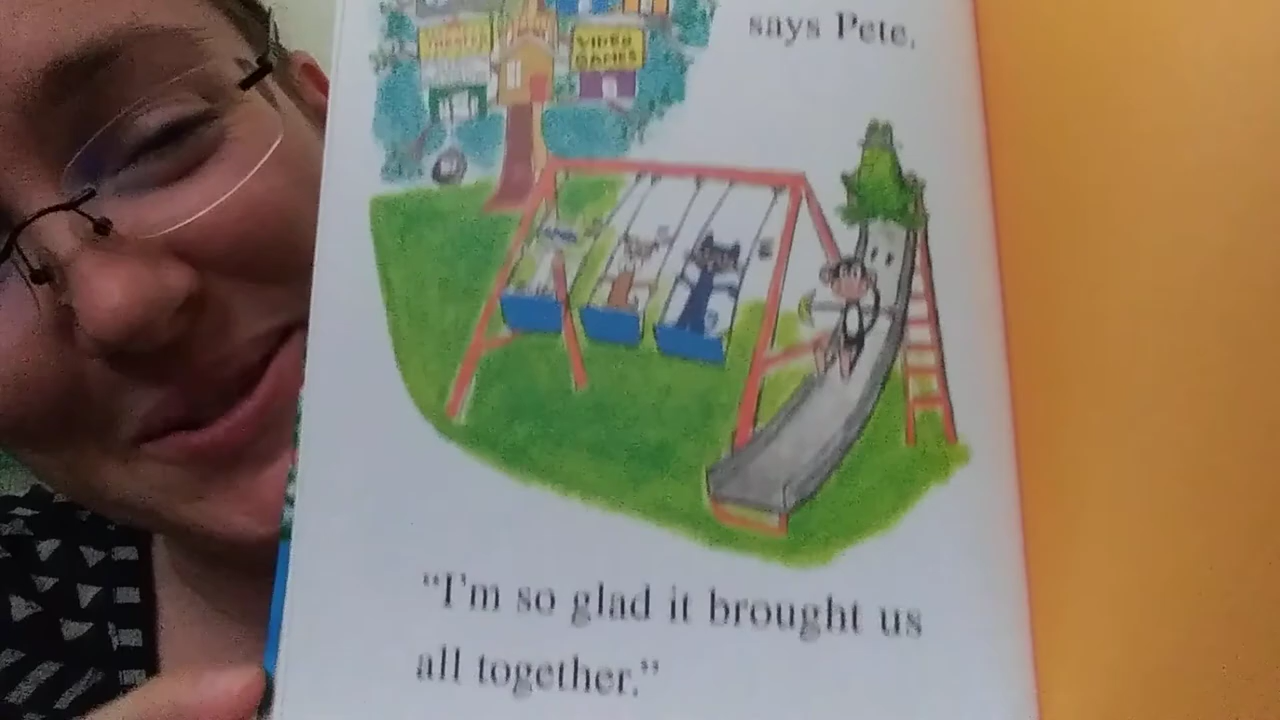 says Pete.
VIDEO
GAMES
"I'm so glad it brought us
all together."